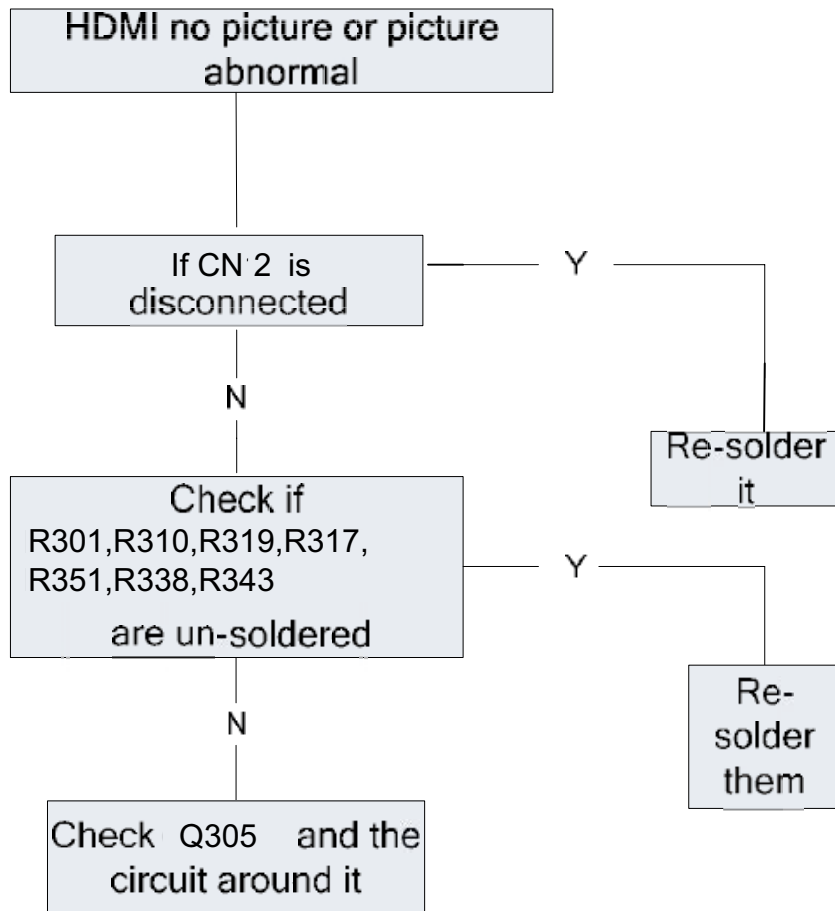 HDMI no picture or picture
abnormal
If CN 2 is
disconnected
Y
N
Re-solder
it
Check if
R301,R310,R319,R317,
R351,R338,R343
are un-soldered
Y
N
Re-
solder
them
Check Q305 and the
circuit around it